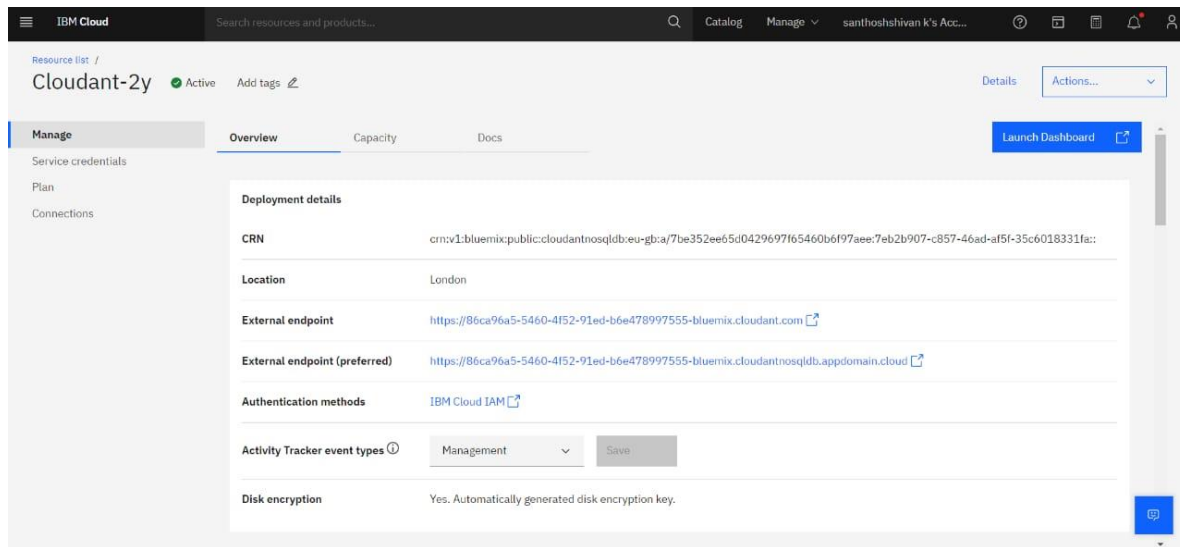 IBM Cloud
Search resources and products...
Catalog
Manage
santhoshshivan k's Acc...
Resource list /
Cloudant-2y
Active
Add tags
Details
Actions...
Manage
Service credentials
Plan
Connections
Overview
Capacity
Docs
Launch Dashboard
Deployment details
CRN
crn:v1:bluemix:public:cloudantnosqldb:eu-gb:a/7be352ee65d0429697f65460b6f97aee:7eb2b907-c857-46ad-af5f-35c6018331fa::
Location
London
External endpoint
https://86ca96a5-5460-4f52-91ed-b6e478997555-bluemix.cloudant.com
External endpoint (preferred)
https://86ca96a5-5460-4f52-91ed-b6e478997555-bluemix.cloudantnosqldb.appdomain.cloud
Authentication methods
IBM Cloud IAM
Activity Tracker event types
Management
Save
Disk encryption
Yes. Automatically generated disk encryption key.